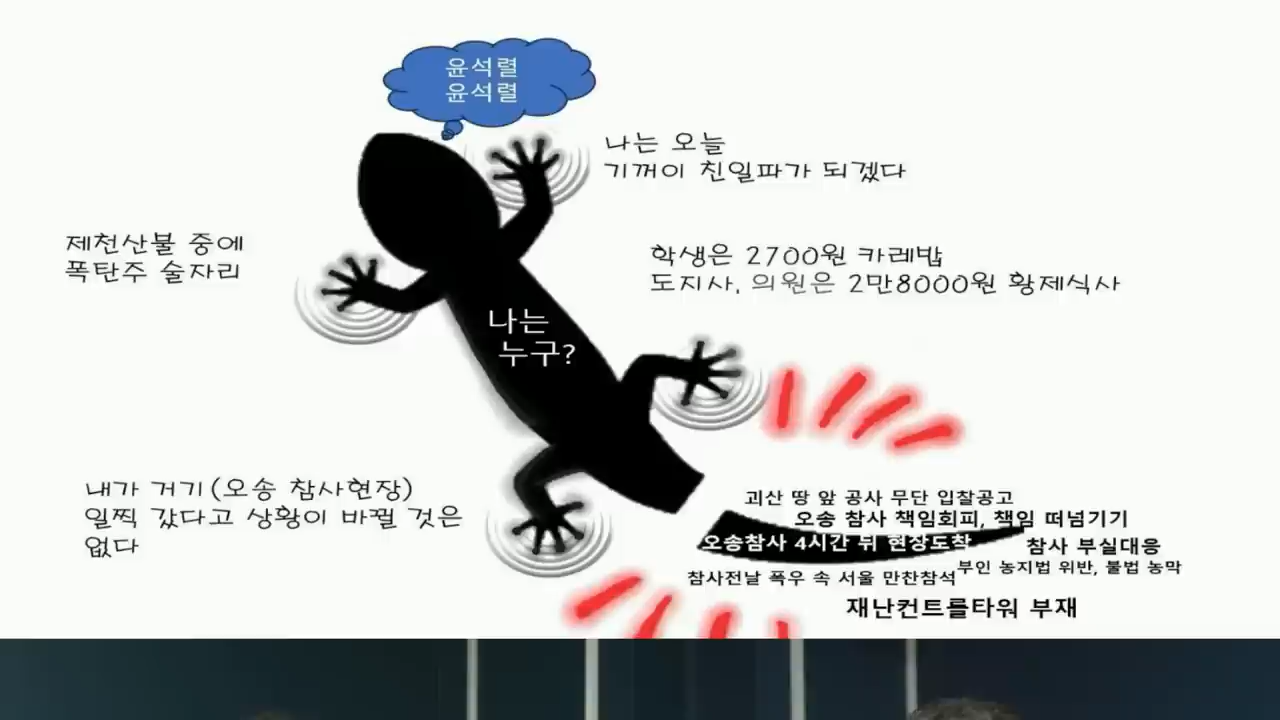 윤석렬
윤석렬
나는 오늘
기꺼이 친일파가 되겠다
제천산불 중에
폭탄주 술자리
학생은 2700원 카레밥
도지사, 의원은 2만8000원 황제식사
나는
누구?
내가 거기(오송 참사현장)
일찍 갔다고 상황이 바뀔 것은
없다
괴산 땅 앞 공사 무단 입찰공고
오송 참사 책임회피, 책임 떠넘기기
오송참사 4시간 뒤 현장도착
참사 부실대응
부인 농지법 위반, 불법 농막
참사전날 폭우 속 서울 만찬참석
재난컨트롤타워 부재